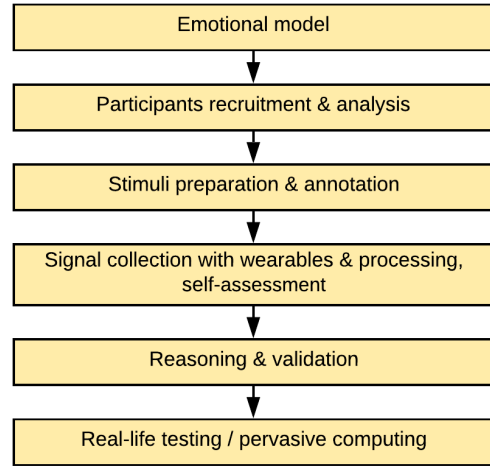 Emotional model
Participants recruitment & analysis
Stimuli preparation & annotation
Signal collection with wearables & processing,
self-assessment
Reasoning & validation
Real-life testing / pervasive computing